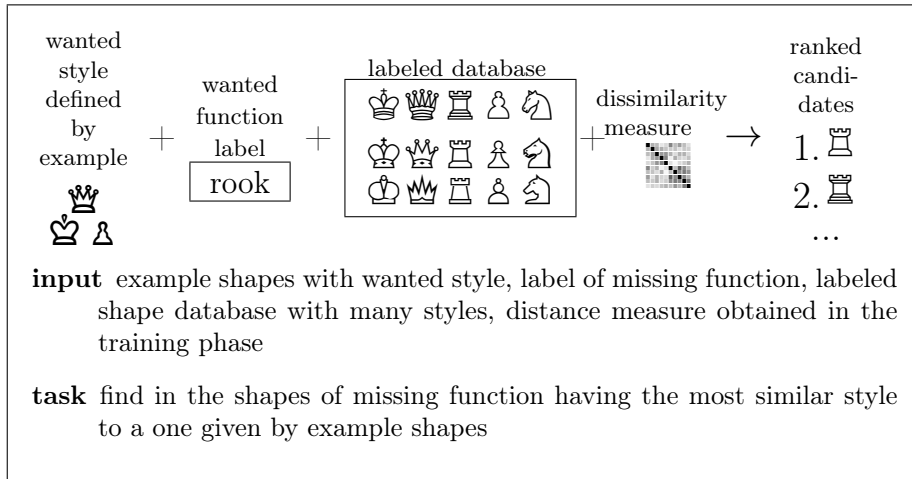 wanted
style
defined
by
example
+
wanted
function
label
rook
+
labeled database
+
dissimilarity
measure
→
ranked
candi-
dates
1.
2.
...
input example shapes with wanted style, label of missing function, labeled
shape database with many styles, distance measure obtained in the
training phase
task find in the shapes of missing function having the most similar style
to a one given by example shapes